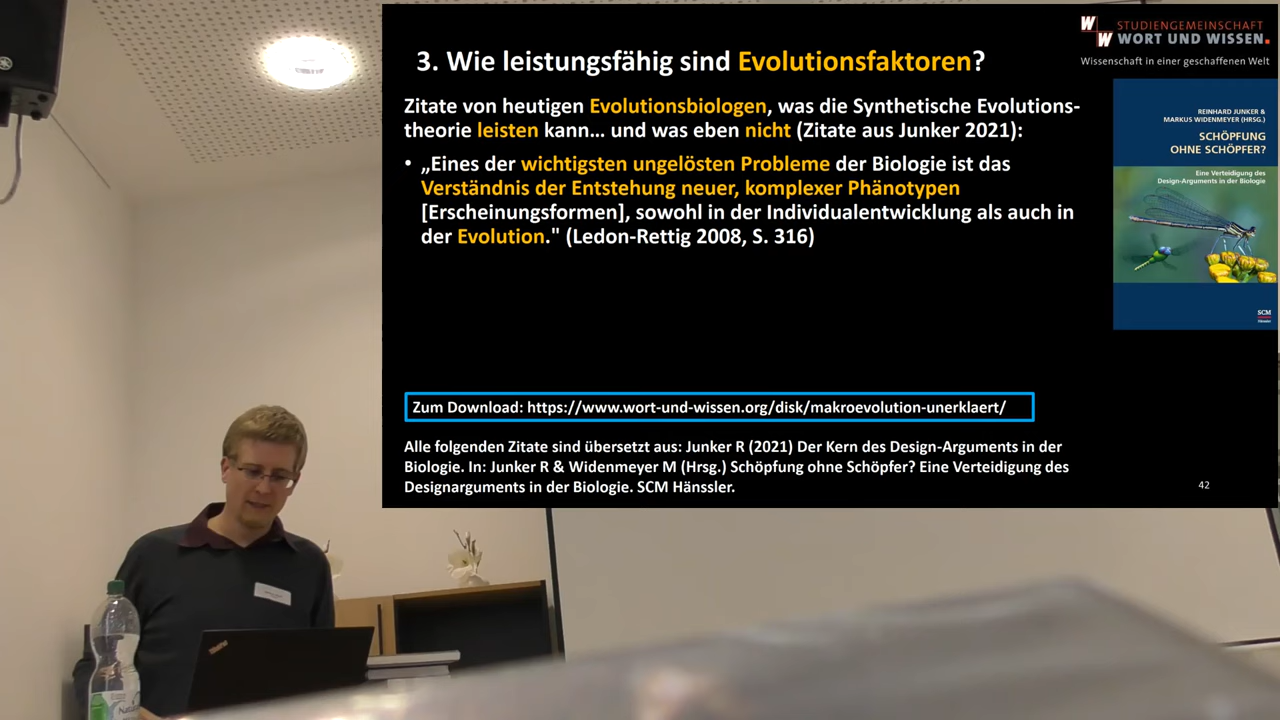 STUDIENGEMEINSCHAFT
WORT UND WISSEN.
Wissenschaft in einer geschaffenen Welt
3. Wie leistungsfähig sind Evolutionsfaktoren?
Zitate von heutigen Evolutionsbiologen, was die Synthetische Evolutions-
theorie leisten kann... und was eben nicht (Zitate aus Junker 2021):
• „Eines der wichtigsten ungelösten Probleme der Biologie ist das
Verständnis der Entstehung neuer, komplexer Phänotypen
[Erscheinungsformen], sowohl in der Individualentwicklung als auch in
der Evolution." (Ledon-Rettig 2008, S. 316)
REINHARD JUNKER &
MARKUS WIDENMEYER (HRSG.)
SCHÖPFUNG
OHNE SCHÖPFER?
Eine Verteidigung des
Design-Arguments in der Biologie
SCM
Hänssler
Zum Download: https://www.wort-und-wissen.org/disk/makroevolution-unerklaert/
Alle folgenden Zitate sind übersetzt aus: Junker R (2021) Der Kern des Design-Arguments in der
Biologie. In: Junker R & Widenmeyer M (Hrsg.) Schöpfung ohne Schöpfer? Eine Verteidigung des
Designarguments in der Biologie. SCM Hänssler.
42
ThinkPad